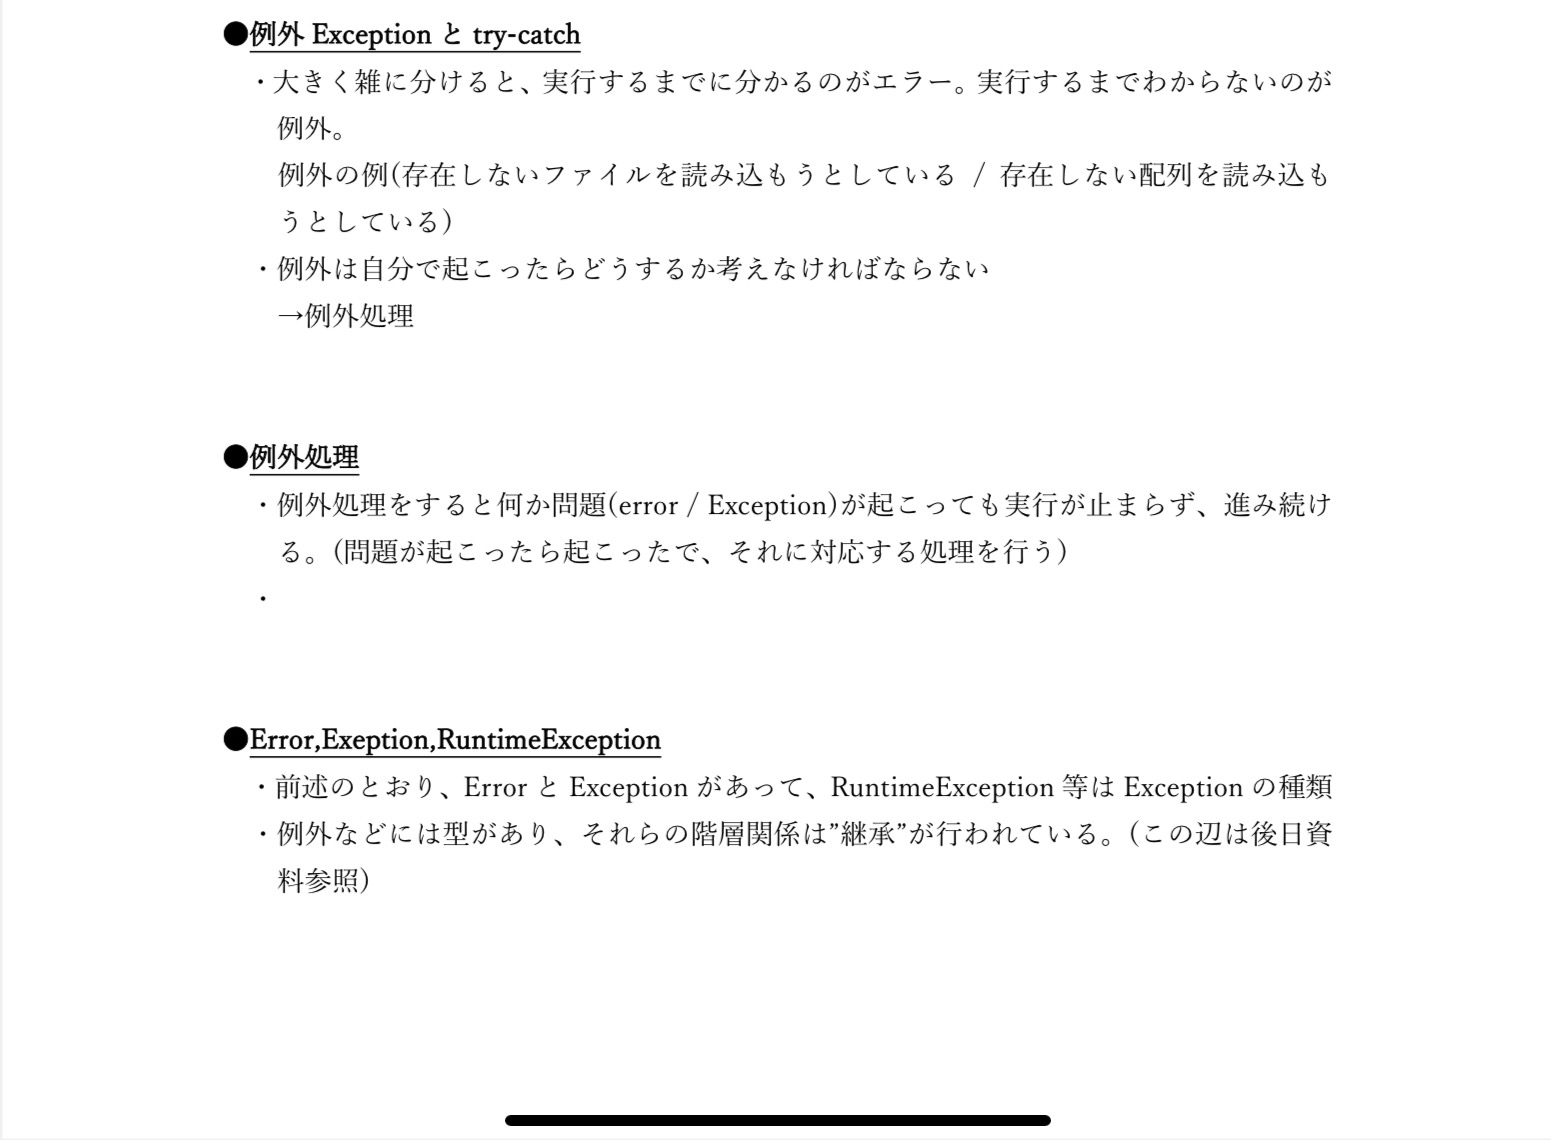 ●例外 Exception と try-catch
・大きく雑に分けると、実行するまでに分かるのがエラー。実行するまでわからないのが
例外。
例外の例(存在しないファイルを読み込もうとしている / 存在しない配列を読み込も
うとしている)
・例外は自分で起こったらどうするか考えなければならない
→例外処理
●例外処理
・例外処理をすると何か問題(error / Exception)が起こっても実行が止まらず、進み続け
る。(問題が起こったら起こったで、それに対応する処理を行う)
・
●Error,Exeption,RuntimeException
・前述のとおり、Error と Exception があって、RuntimeException 等は Exception の種類
・例外などには型があり、それらの階層関係は”継承”が行われている。(この辺は後日資
料参照)